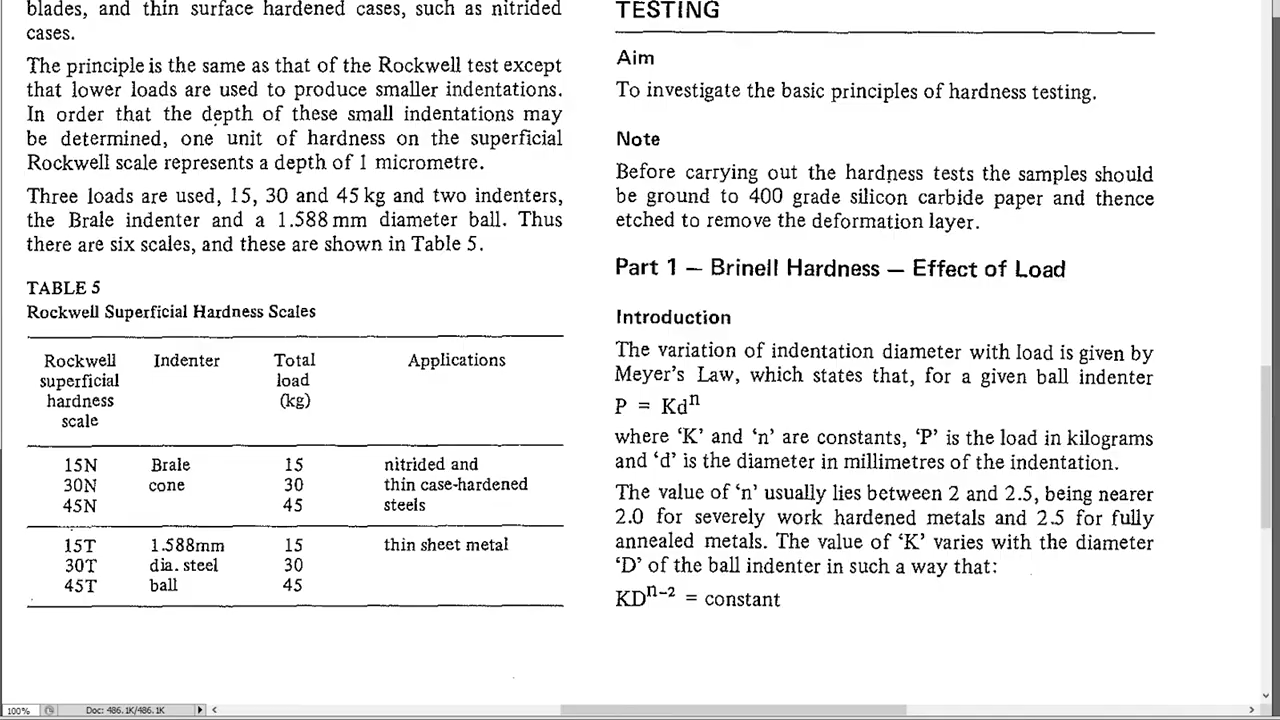 blades, and thin surface hardened cases, such as nitrided
cases.
The principle is the same as that of the Rockwell test except
that lower loads are used to produce smaller indentations.
In order that the depth of these small indentations may
be determined, one unit of hardness on the superficial
Rockwell scale represents a depth of 1 micrometre.
Three loads are used, 15, 30 and 45 kg and two indenters,
the Brale indenter and a 1.588 mm diameter ball. Thus
there are six scales, and these are shown in Table 5.
TABLE 5
Rockwell Superficial Hardness Scales
Rockwell Indenter Total Applications
superficial load
hardness (kg)
scale
15N Brale 15 nitrided and
30N cone 30 thin case-hardened
45N 45 steels
15T 1.588mm 15 thin sheet metal
30T dia. steel 30
45T ball 45
TESTING
Aim
To investigate the basic principles of hardness testing.
Note
Before carrying out the hardness tests the samples should
be ground to 400 grade silicon carbide paper and thence
etched to remove the deformation layer.
Part 1 — Brinell Hardness — Effect of Load
Introduction
The variation of indentation diameter with load is given by
Meyer's Law, which states that, for a given ball indenter
P = Kdⁿ
where 'K' and 'n' are constants, 'P' is the load in kilograms
and 'd' is the diameter in millimetres of the indentation.
The value of 'n' usually lies between 2 and 2.5, being nearer
2.0 for severely work hardened metals and 2.5 for fully
annealed metals. The value of 'K' varies with the diameter
'D' of the ball indenter in such a way that:
KDⁿ⁻² = constant
100% Doc: 486.1K/486.1K